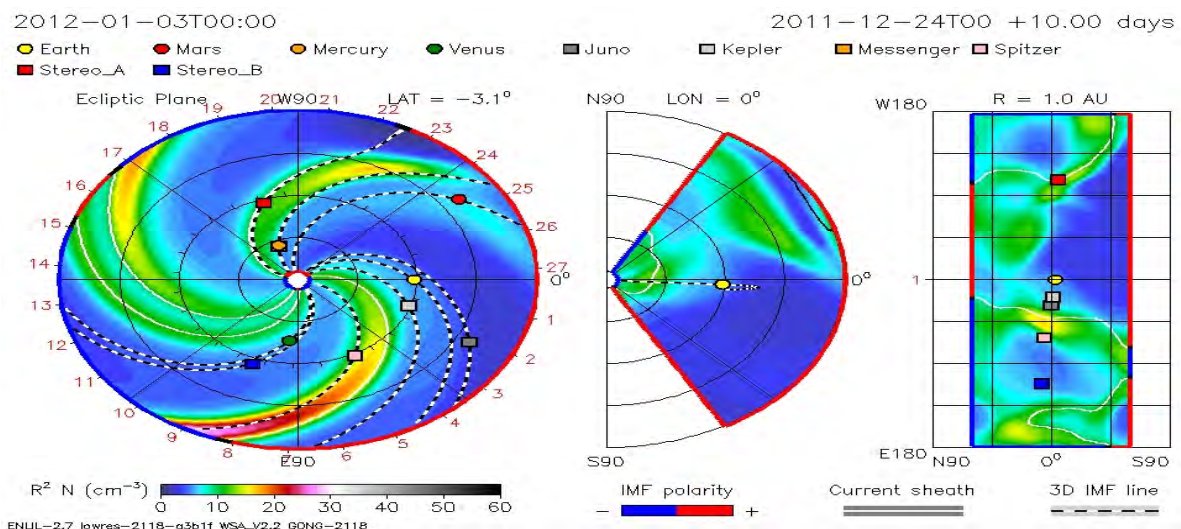 2012-01-03T00:00 2011-12-24T00 +10.00 days
Earth Mars Mercury Venus Juno Kepler Messenger Spitzer
Stereo_A Stereo_B
Ecliptic Plane W90 LAT = −3.1° N90 LON = 0° W180 R = 1.0 AU
20 21
19 22
18 23
17 24
16 25
15 26
14 27 0° 0° 1
13 1
12 2
11 3
10 4
9 5
8 7 6
E90 S90 E180 N90 0° S90
R² N (cm⁻³) 0 10 20 30 40 50 60
IMF polarity Current sheath 3D IMF line
− +
ENLIL−2.7 lowres−2118−a3b1f WSA_V2.2 GONG−2118